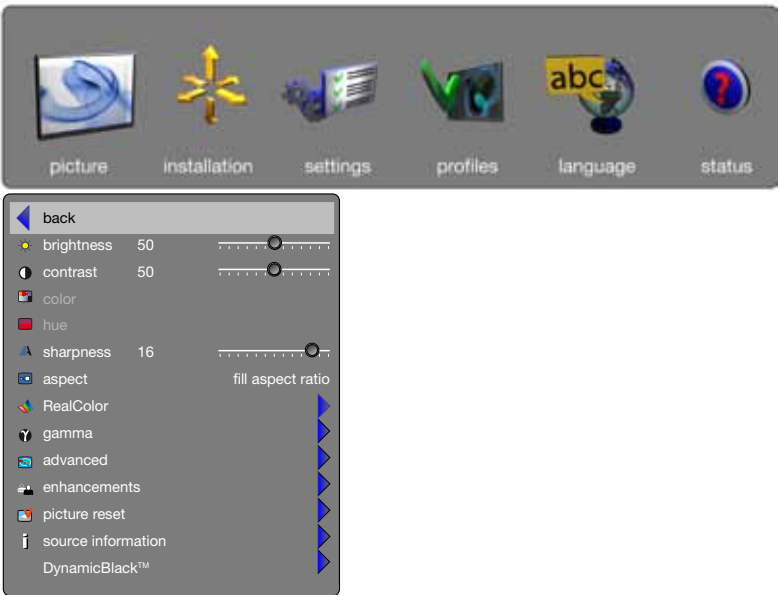 abc
picture installation settings profiles language status
back
brightness 50
contrast 50
color
hue
sharpness 16
aspect fill aspect ratio
RealColor
gamma
advanced
enhancements
picture reset
i source information
DynamicBlack™